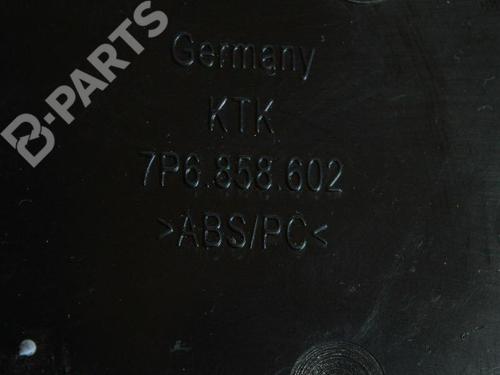 B-PARTS
Germany
KTK
7P6.858.602
>ABS/PC<